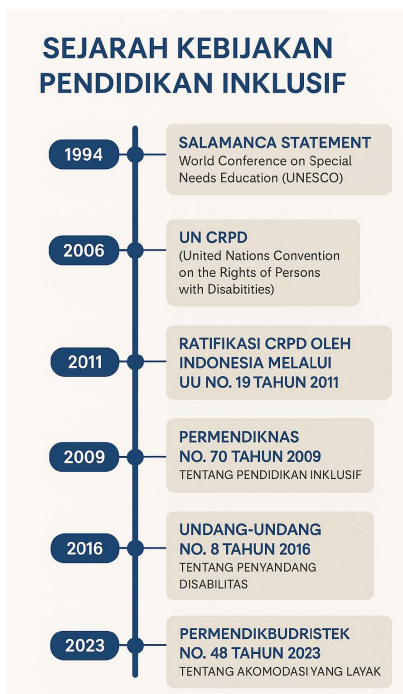 SEJARAH KEBIJAKAN
PENDIDIKAN INKLUSIF
1994
SALAMANCA STATEMENT
World Conference on Special
Needs Education (UNESCO)
2006
UN CRPD
(United Nations Convention
on the Rights of Persons
with Disabitities)
2011
RATIFIKASI CRPD OLEH
INDONESIA MELALUI
UU NO. 19 TAHUN 2011
2009
PERMENDIKNAS
NO. 70 TAHUN 2009
TENTANG PENDIDIKAN INKLUSIF
2016
UNDANG-UNDANG
NO. 8 TAHUN 2016
TENTANG PENYANDANG
DISABILITAS
2023
PERMENDIKBUDRISTEK
NO. 48 TAHUN 2023
TENTANG AKOMODASI YANG LAYAK